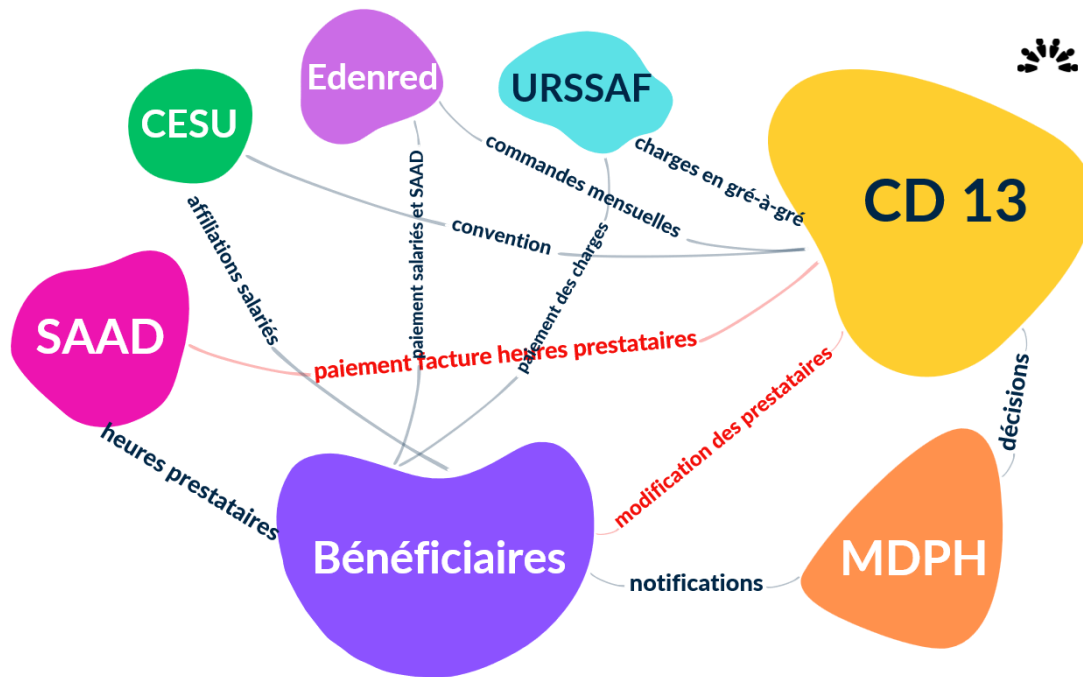 Edenred
URSSAF
CESU
CD 13
commandes mensuelles
charges en gré-à-gré
paiement salariés et SAAD
convention
affiliations salariés
paiement des charges
SAAD
paiement facture heures prestataires
modification des prestataires
décisions
heures prestataires
Bénéficiaires
notifications
MDPH